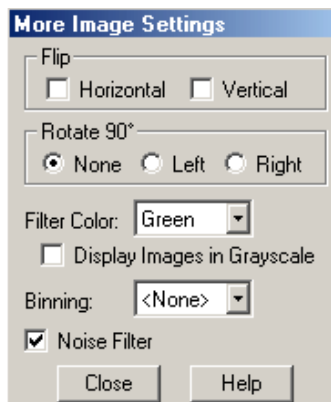 More Image Settings
Flip
Horizontal Vertical
Rotate 90°
None Left Right
Filter Color: Green
Display Images in Grayscale
Binning: <None>
Noise Filter
Close Help